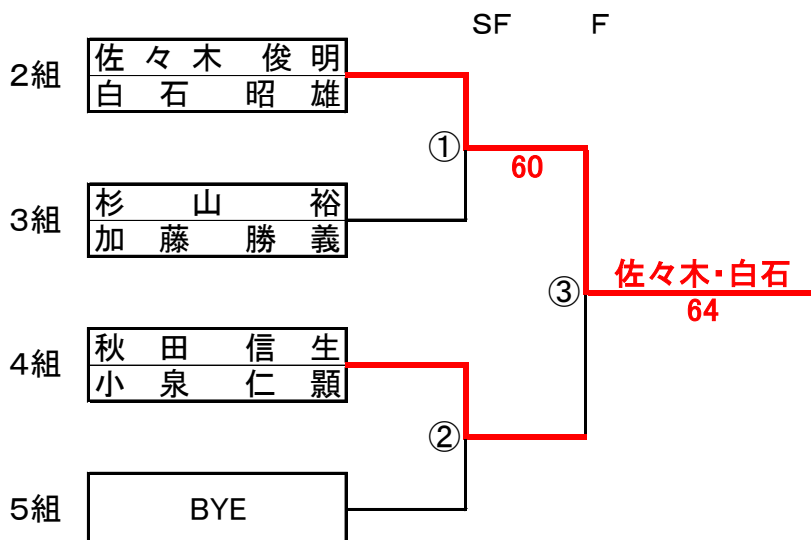 SF F
2組
佐々木 俊明
白石 昭雄
①
60
3組
杉山 裕
加藤 勝義
③
佐々木・白石
64
4組
秋田 信生
小泉 仁顥
②
5組
BYE